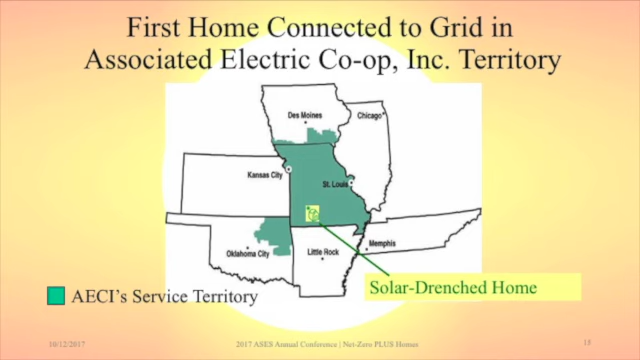 First Home Connected to Grid in
Associated Electric Co-op, Inc. Territory
Des Moines
Chicago
Kansas City
St. Louis
Oklahoma City
Little Rock
Memphis
Solar-Drenched Home
AECI's Service Territory
10/12/2017
2017 ASES Annual Conference | Net-Zero PLUS Homes
15